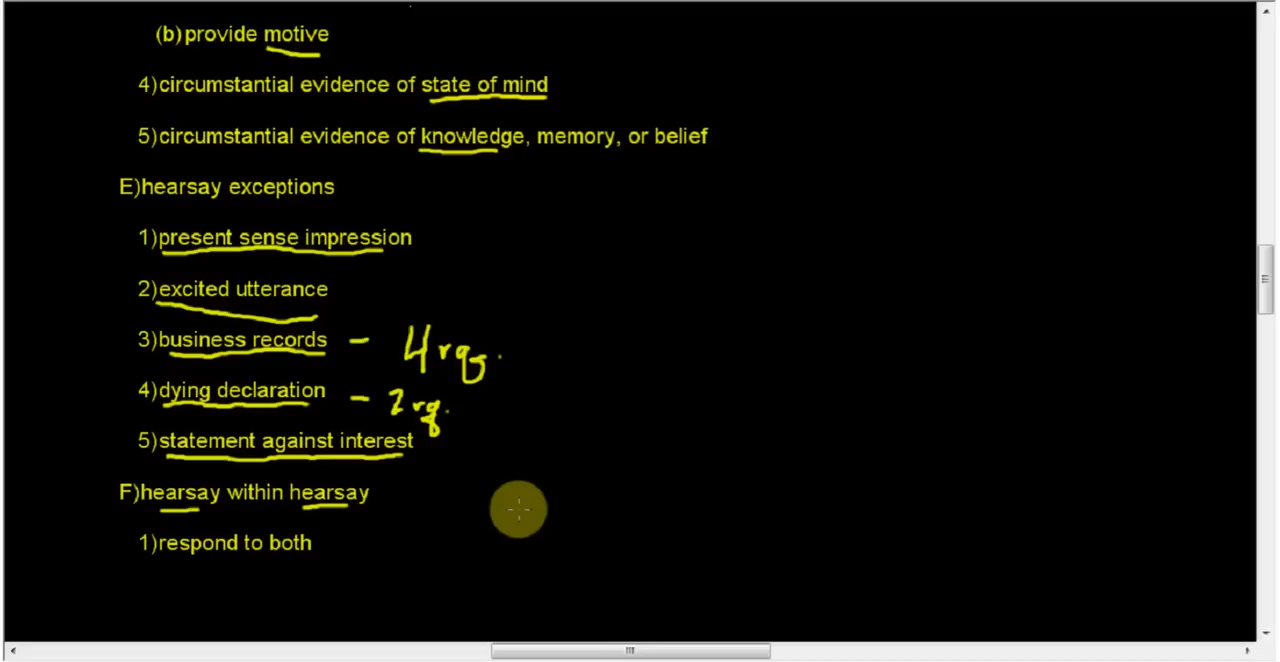 (b) provide motive
4) circumstantial evidence of state of mind
5) circumstantial evidence of knowledge, memory, or belief
E) hearsay exceptions
1) present sense impression
2) excited utterance
3) business records - 4 rqs.
4) dying declaration - 2 rq.
5) statement against interest
F) hearsay within hearsay
1) respond to both